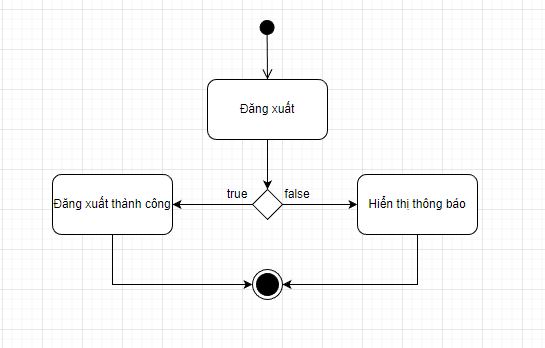 Đăng xuất
true
false
Đăng xuất thành công
Hiển thị thông báo